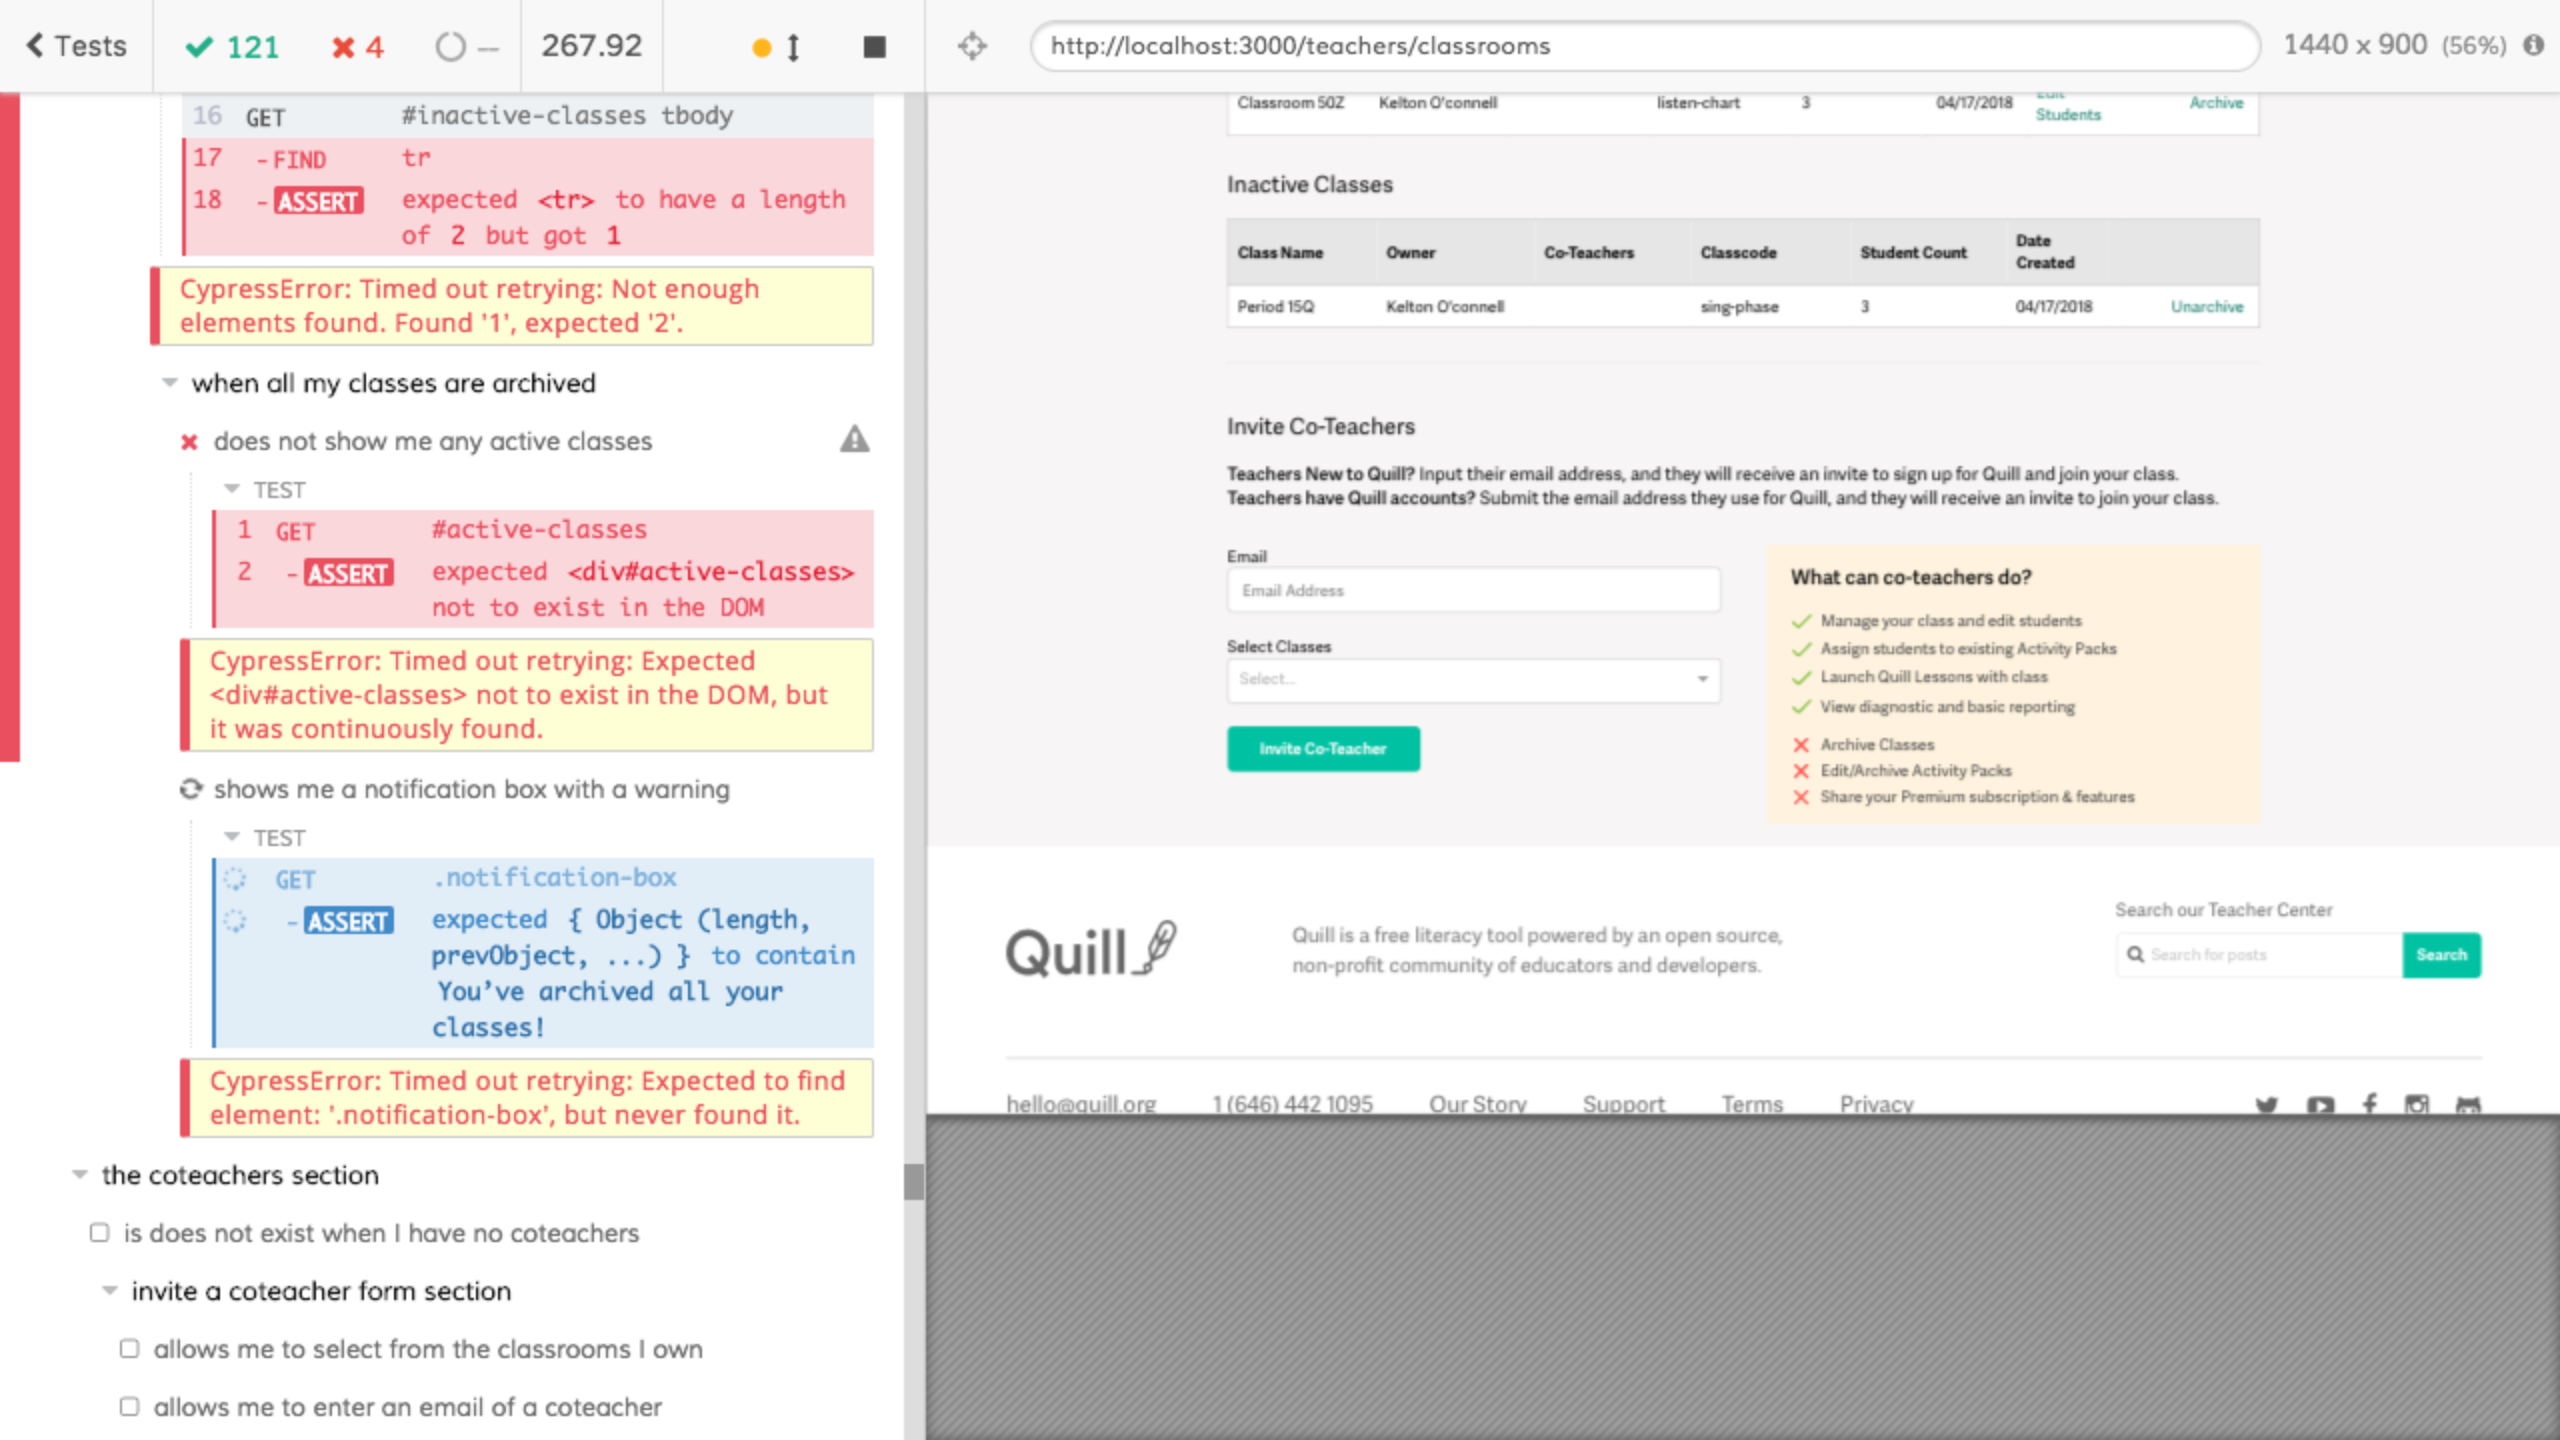 Tests
121
4
--
267.92
http://localhost:3000/teachers/classrooms
1440 x 900 (56%)
16 GET #inactive-classes tbody
17 -FIND tr
18 -ASSERT expected <tr> to have a length
of 2 but got 1
CypressError: Timed out retrying: Not enough
elements found. Found '1', expected '2'.
when all my classes are archived
does not show me any active classes
TEST
1 GET #active-classes
2 -ASSERT expected <div#active-classes>
not to exist in the DOM
CypressError: Timed out retrying: Expected
<div#active-classes> not to exist in the DOM, but
it was continuously found.
shows me a notification box with a warning
TEST
GET .notification-box
-ASSERT expected { Object (length,
prevObject, ...) } to contain
You’ve archived all your
classes!
CypressError: Timed out retrying: Expected to find
element: '.notification-box', but never found it.
the coteachers section
is does not exist when I have no coteachers
invite a coteacher form section
allows me to select from the classrooms I own
allows me to enter an email of a coteacher
Classroom 50Z Kelton O'connell listen-chart 3 04/17/2018 Edit
Students Archive
Inactive Classes
Class Name Owner Co-Teachers Classcode Student Count Date
Created
Period 15Q Kelton O'connell sing-phase 3 04/17/2018 Unarchive
Invite Co-Teachers
Teachers New to Quill? Input their email address, and they will receive an invite to sign up for Quill and join your class.
Teachers have Quill accounts? Submit the email address they use for Quill, and they will receive an invite to join your class.
Email
Email Address
Select Classes
Select...
Invite Co-Teacher
What can co-teachers do?
Manage your class and edit students
Assign students to existing Activity Packs
Launch Quill Lessons with class
View diagnostic and basic reporting
Archive Classes
Edit/Archive Activity Packs
Share your Premium subscription & features
Quill
Quill is a free literacy tool powered by an open source,
non-profit community of educators and developers.
Search our Teacher Center
Search for posts
Search
hello@quill.org 1 (646) 442 1095 Our Story Support Terms Privacy